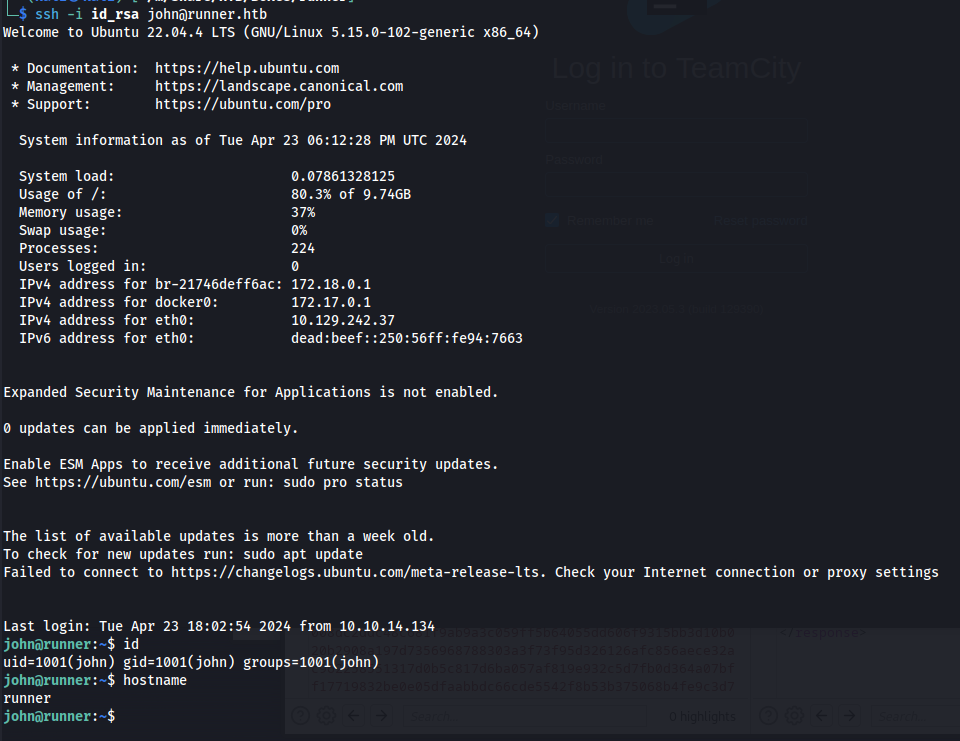 $ ssh -i id_rsa john@runner.htb
Welcome to Ubuntu 22.04.4 LTS (GNU/Linux 5.15.0-102-generic x86_64)
* Documentation:  https://help.ubuntu.com
* Management:     https://landscape.canonical.com
* Support:        https://ubuntu.com/pro
System information as of Tue Apr 23 06:12:28 PM UTC 2024
System load:                      0.07861328125
Usage of /:                       80.3% of 9.74GB
Memory usage:                     37%
Swap usage:                       0%
Processes:                        224
Users logged in:                  0
IPv4 address for br-21746deff6ac: 172.18.0.1
IPv4 address for docker0:         172.17.0.1
IPv4 address for eth0:            10.129.242.37
IPv6 address for eth0:            dead:beef::250:56ff:fe94:7663
Expanded Security Maintenance for Applications is not enabled.
0 updates can be applied immediately.
Enable ESM Apps to receive additional future security updates.
See https://ubuntu.com/esm or run: sudo pro status
The list of available updates is more than a week old.
To check for new updates run: sudo apt update
Failed to connect to https://changelogs.ubuntu.com/meta-release-lts. Check your Internet connection or proxy settings
Last login: Tue Apr 23 18:02:54 2024 from 10.10.14.134
john@runner:~$ id
uid=1001(john) gid=1001(john) groups=1001(john)
john@runner:~$ hostname
runner
john@runner:~$
Log in to TeamCity
Username
Password
Remember me
Reset password
Log in
Search...
0 highlights
Search...